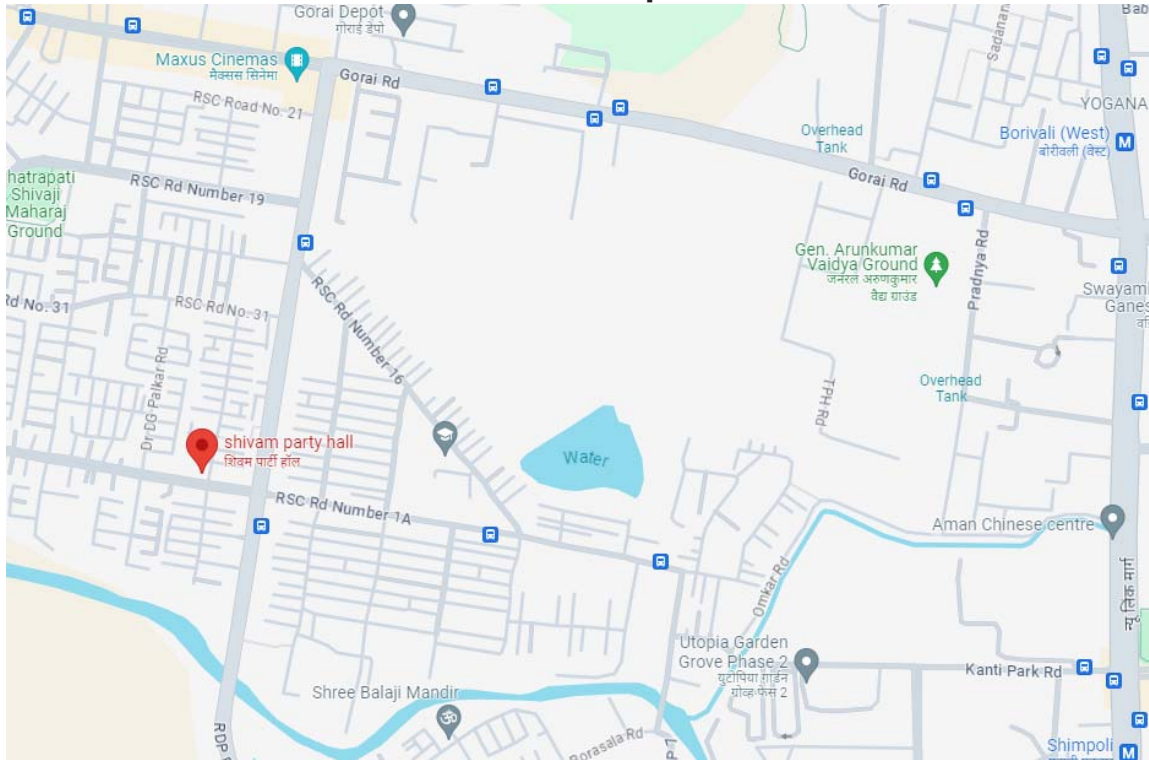 Gorai Depot
गोराई डेपो
Maxus Cinemas
मैक्सस सिनेमा
Gorai Rd
RSC Road No. 21
Sadanan
Bab
YOGANA
Overhead
Tank
Borivali (West)
बोरीवली (वेस्ट)
M
hatrapati
Shivaji
Maharaj
Ground
RSC Rd Number 19
Gorai Rd
Gen. Arunkumar
Vaidya Ground
जनरल अरुणकुमार
वैद्य ग्राउंड
Pradnya Rd
Swayam
Ganes
Rd No. 31
RSC Rd No. 31
RSC Rd Number 16
Dr DG Palkar Rd
TPH Rd
Overhead
Tank
shivam party hall
शिवम पार्टी हॉल
Water
RSC Rd Number 1A
Aman Chinese centre
Omkar Rd
न्यू लिंक मार्ग
Utopia Garden
Grove Phase 2
युटोपिया गार्डन
ग्रोव्ह फेस 2
Kanti Park Rd
Shree Balaji Mandir
ॐ
RDP
Borasala Rd
Shimpoli
M